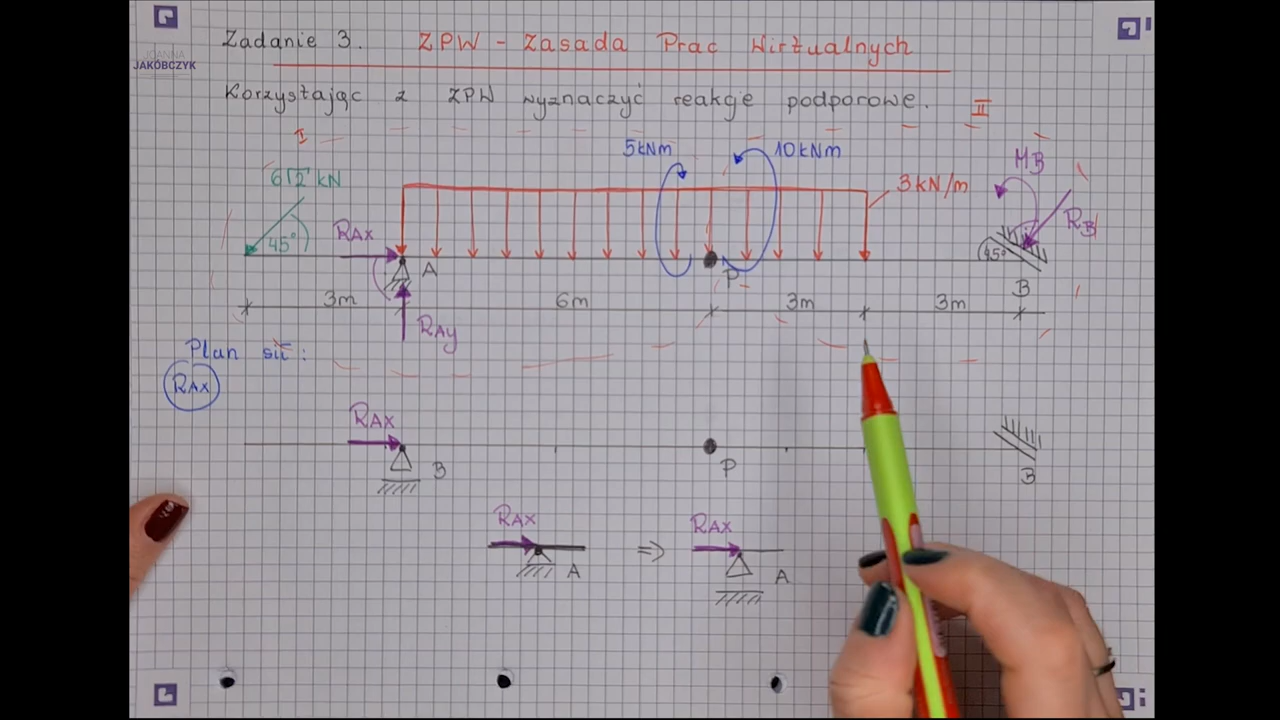 JOANNA
JAKÓBCZYK
Zadanie 3. ZPW - Zasada Prac Wirtualnych
Korzystając z ZPW wyznaczyć reakcje podporowe.
I
II
5kNm
10kNm
6√2 kN
3kN/m
MB
RB
45°
RAX
A
P
45°
B
3m
6m
3m
3m
RAY
Plan sił:
RAX
RAX
B
P
B
RAX
A
⇒
RAX
A